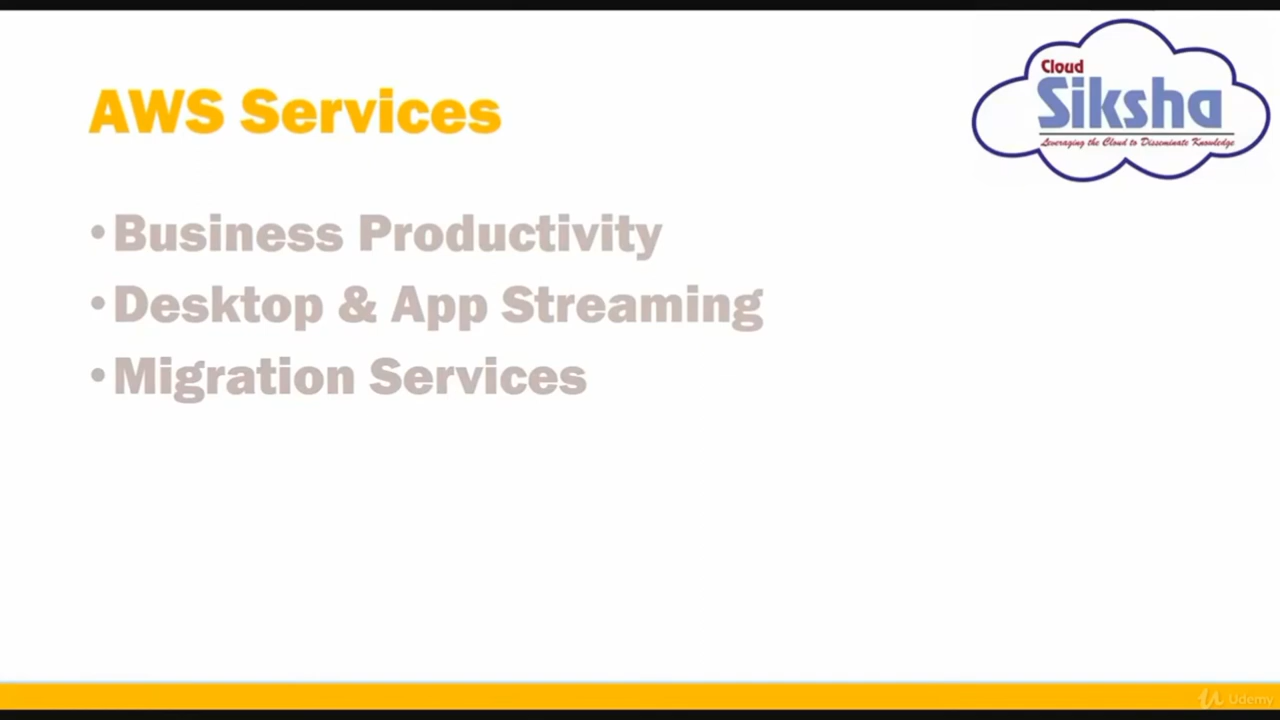 AWS Services
Cloud
Siksha
Leveraging the Cloud to Disseminate Knowledge
• Business Productivity
• Desktop & App Streaming
• Migration Services
Udemy